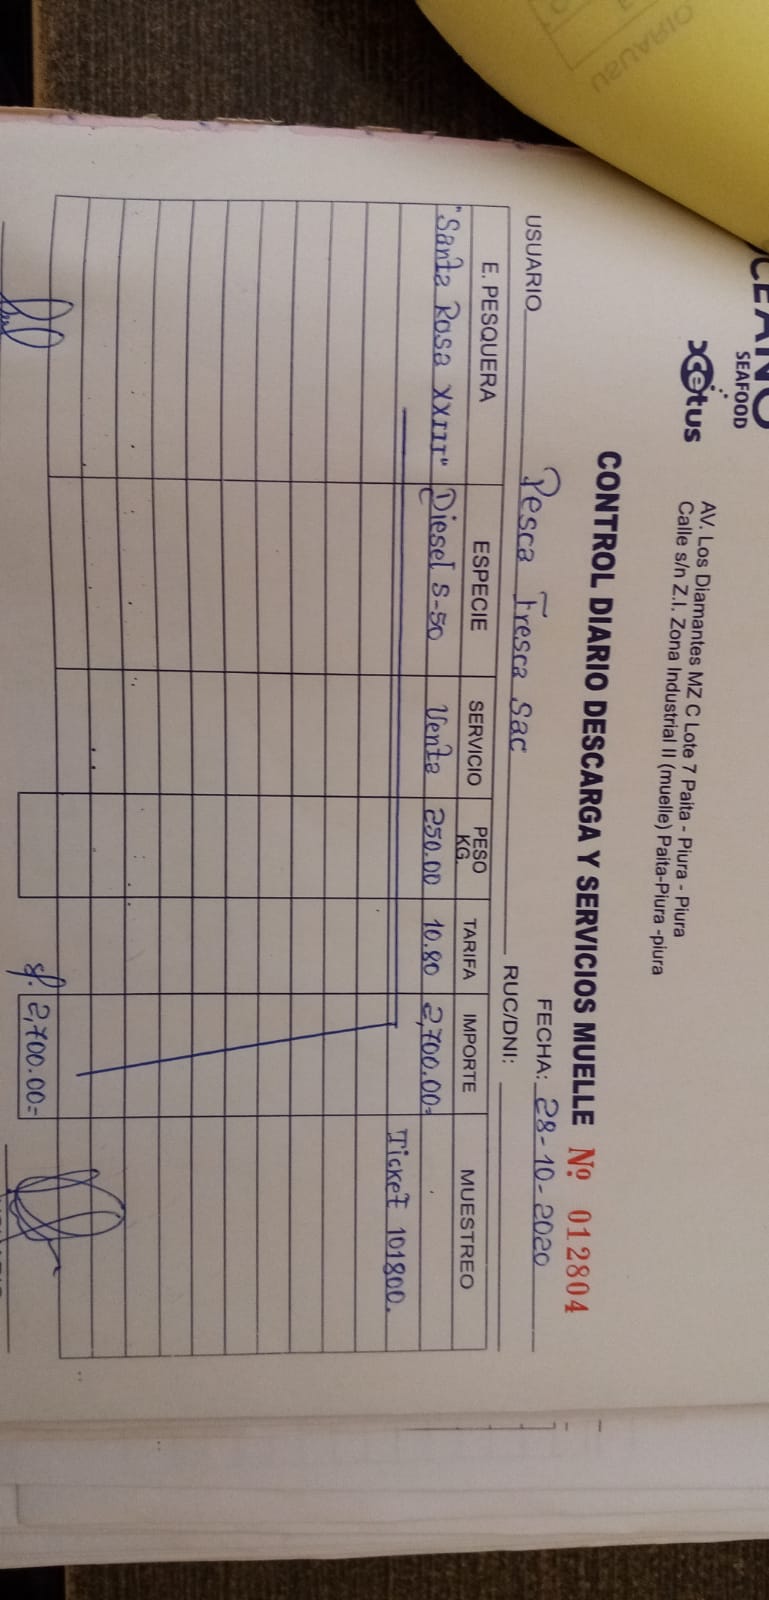 SEAFOOD
cetus
AV. Los Diamantes MZ C Lote 7 Paita - Piura - Piura
Calle s/n Z.I. Zona Industrial II (muelle) Paita-Piura -piura
CONTROL DIARIO DESCARGA Y SERVICIOS MUELLE Nº 012804
FECHA: 28-10-2020
USUARIO Pesca Fresca Sac RUC/DNI:
E. PESQUERA ESPECIE SERVICIO PESO KG. TARIFA IMPORTE MUESTREO
"Santa Rosa XXIII" Diesel S-50 Venta 250.00 10.80 2,700.00=
Ticket 101800.
S/. 2,700.00=
USUARIO